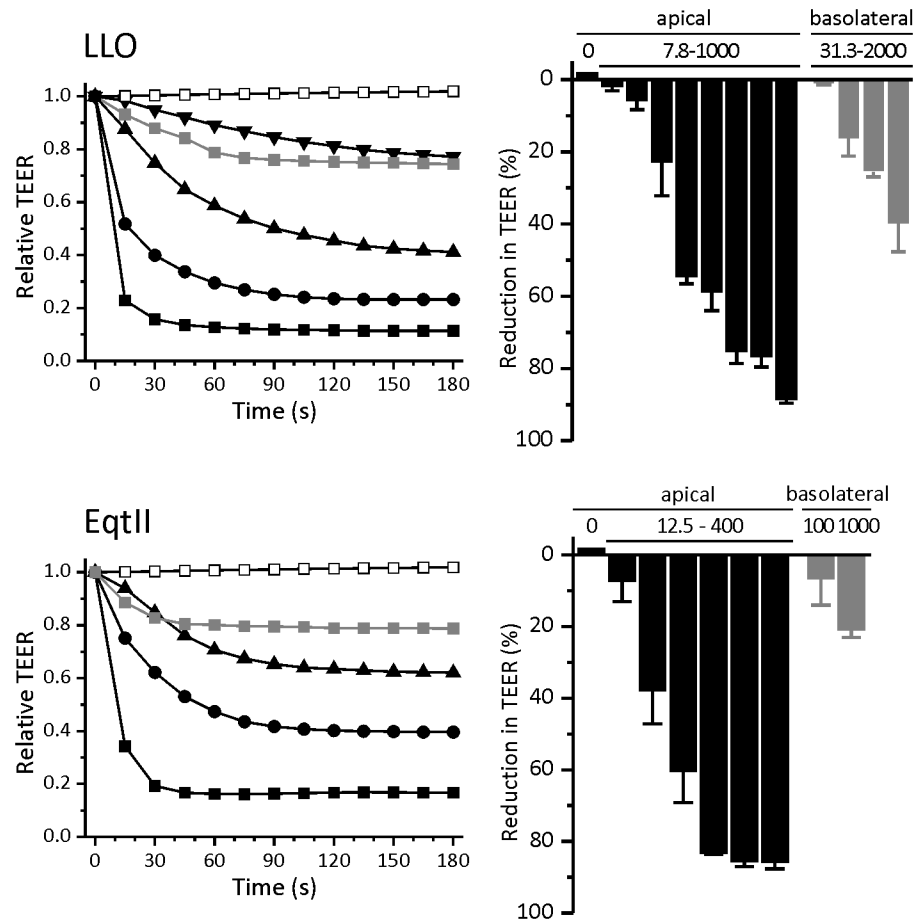 LLO
Relative TEER
1.0
0.8
0.6
0.4
0.2
0.0
0 30 60 90 120 150 180
Time (s)
apical basolateral
0 7.8-1000 31.3-2000
Reduction in TEER (%)
0
20
40
60
80
100
EqtII
Relative TEER
1.0
0.8
0.6
0.4
0.2
0.0
0 30 60 90 120 150 180
Time (s)
apical basolateral
0 12.5 - 400 100 1000
Reduction in TEER (%)
0
20
40
60
80
100